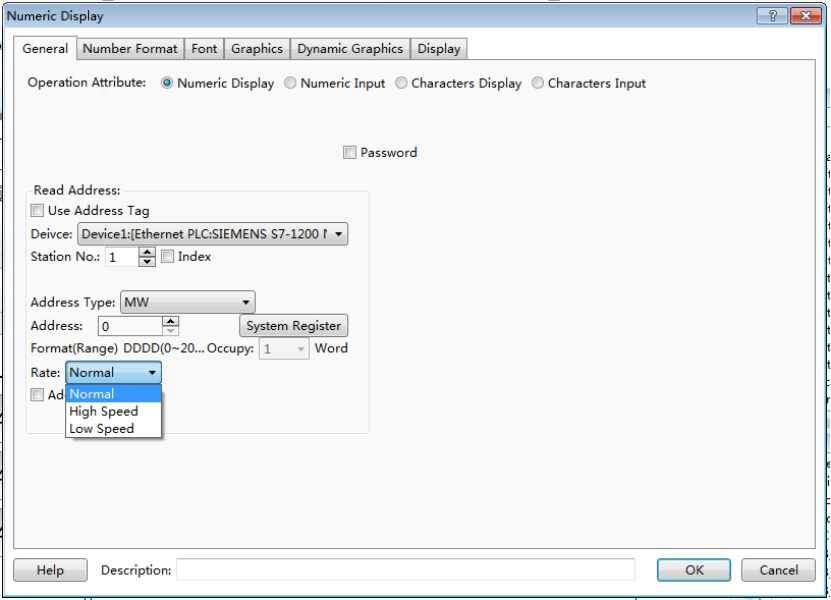 Numeric Display
General Number Format Font Graphics Dynamic Graphics Display
Operation Attribute: Numeric Display Numeric Input Characters Display Characters Input
Password
Read Address:
Use Address Tag
Deivce: Device1:[Ethernet PLC:SIEMENS S7-1200
Station No.: 1 Index
Address Type: MW
Address: 0 System Register
Format(Range) DDDD(0~20... Occupy: 1 Word
Rate: Normal
Normal
High Speed
Low Speed
Help Description: OK Cancel